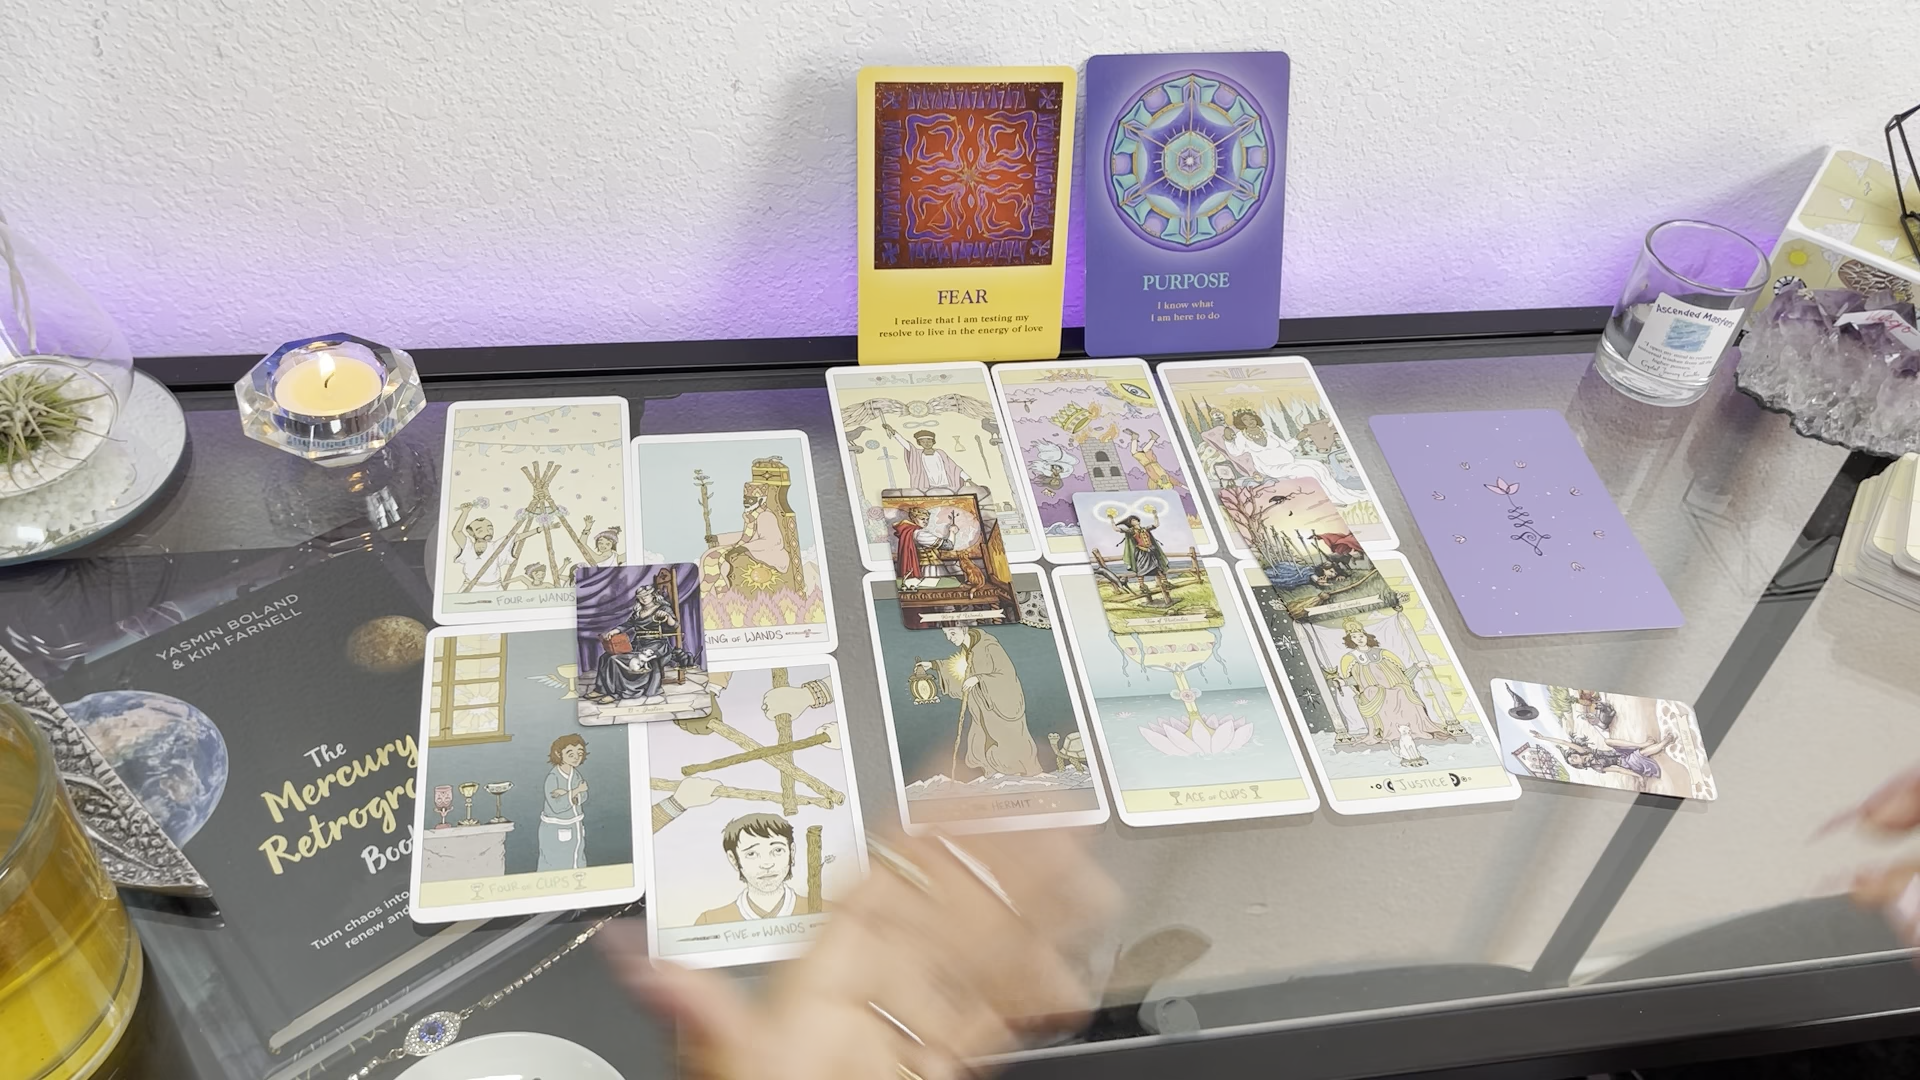 FEAR
I realize that I am testing my
resolve to live in the energy of love
PURPOSE
I know what
I am here to do
Ascended Masters
YASMIN BOLAND
& KIM FARNELL
The
Mercury
Retrogr
Boo
Turn chaos into
renew and
FOUR OF WANDS
KING OF WANDS
FOUR OF CUPS
FIVE OF WANDS
THE HERMIT
ACE OF CUPS
JUSTICE